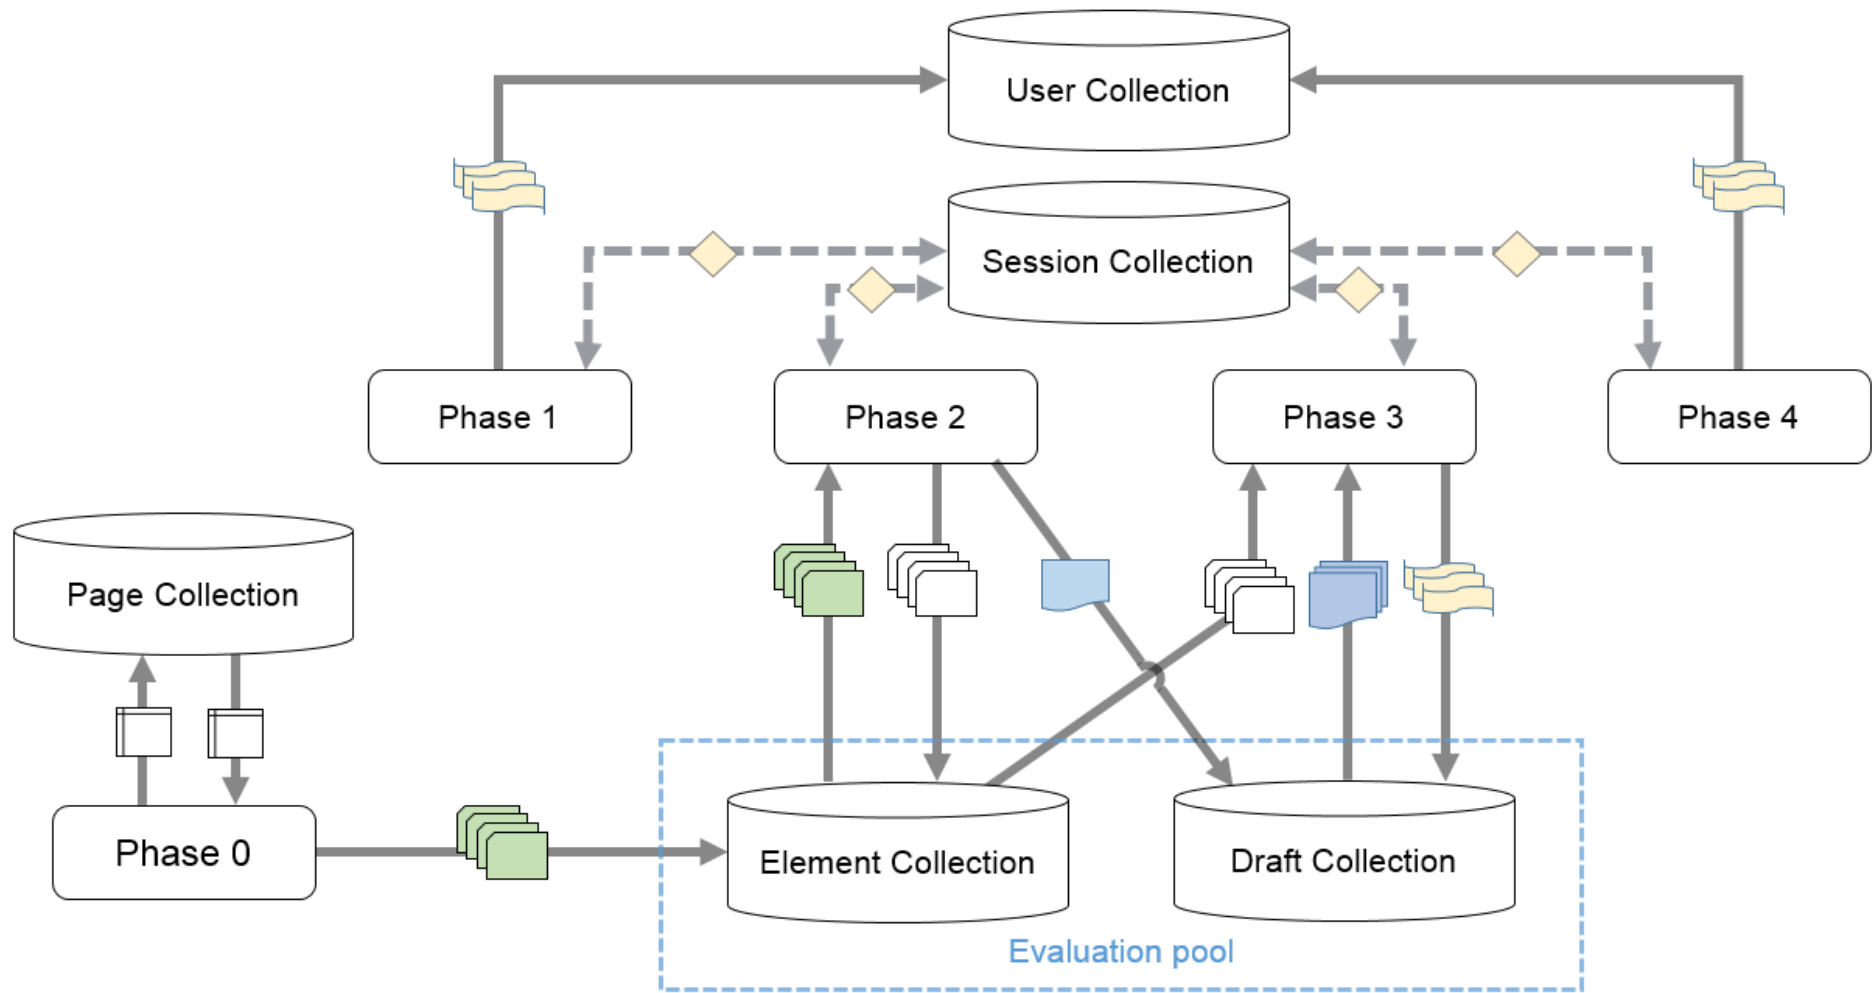 User Collection
Session Collection
Phase 1
Phase 2
Phase 3
Phase 4
Page Collection
Phase 0
Element Collection
Draft Collection
Evaluation pool